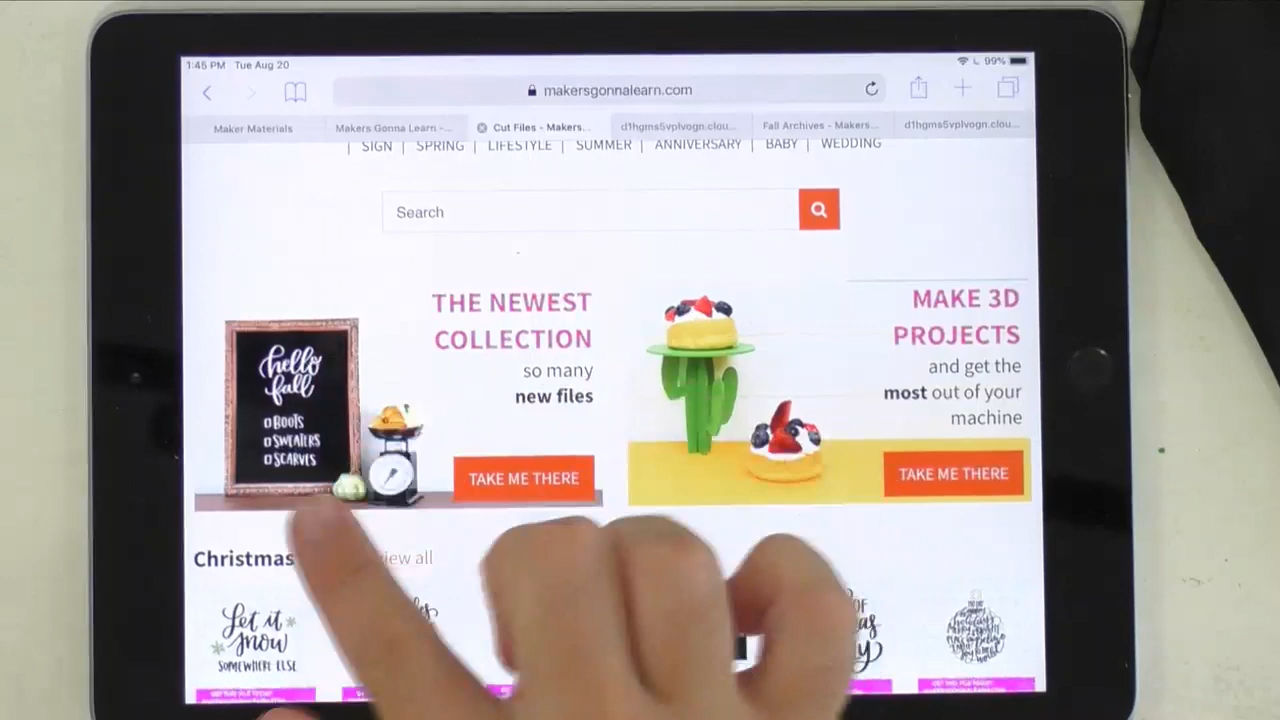 1:45 PM Tue Aug 20
99%
makersgonnalearn.com
Maker Materials
Makers Gonna Learn -...
Cut Files - Makers...
d1hgms5vplvogn.clou...
Fall Archives - Makers...
d1hgms5vplvogn.clou...
| SIGN | SPRING | LIFESTYLE | SUMMER | ANNIVERSARY | BABY | WEDDING
Search
THE NEWEST
COLLECTION
so many
new files
TAKE ME THERE
hello
fall
BOOTS
SWEATERS
SCARVES
MAKE 3D
PROJECTS
and get the
most out of your
machine
TAKE ME THERE
Christmas
view all
Let it
Snow
SOMEWHERE ELSE